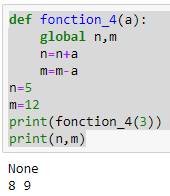 def fonction_4(a):
    global n,m
    n=n+a
    m=m-a
n=5
m=12
print(fonction_4(3))
print(n,m)
None
8 9